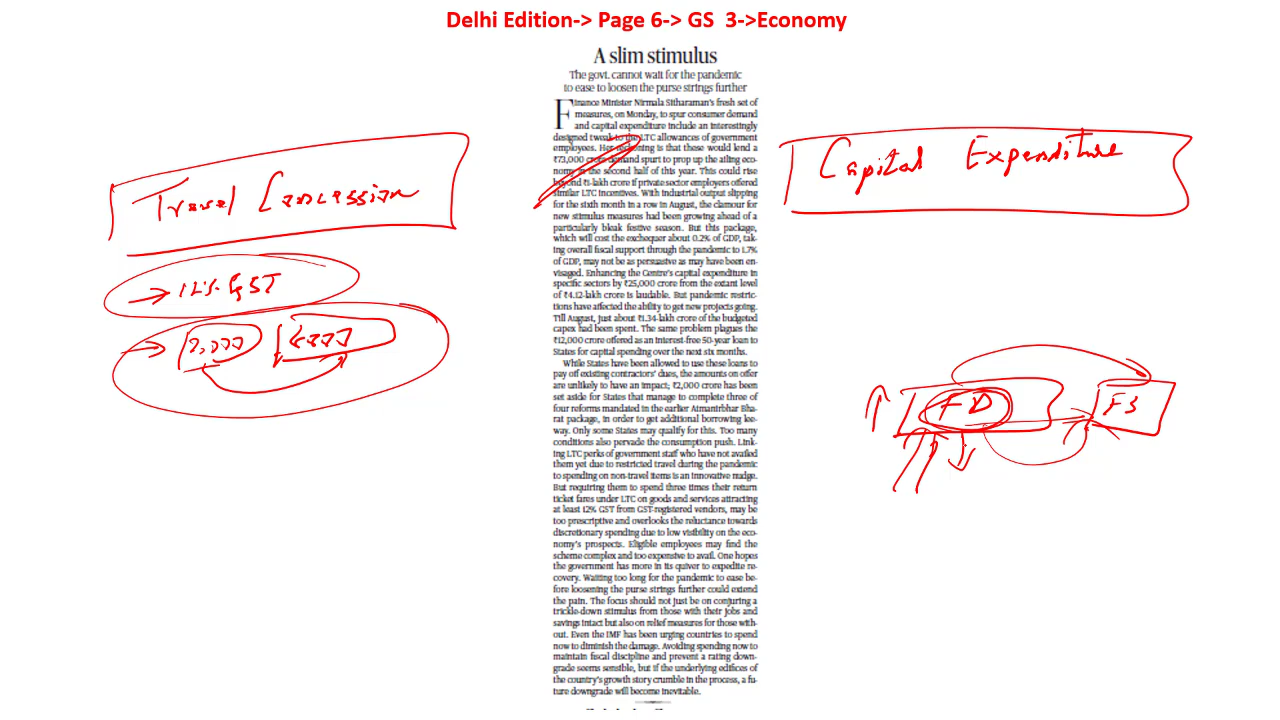 Delhi Edition-> Page 6-> GS 3->Economy
A slim stimulus
The govt. cannot wait for the pandemic
to ease to loosen the purse strings further
Finance Minister Nirmala Sitharaman's fresh set of
measures, on Monday, to spur consumer demand
and capital expenditure include an interestingly
designed tweak to the LTC allowances of government
employees. Her reckoning is that these would lend a
₹73,000 crore demand spurt to prop up the ailing eco-
nomy in the second half of this year. This could rise
beyond ₹1-lakh crore if private sector employers offered
similar LTC incentives. With industrial output slipping
for the sixth month in a row in August, the clamour for
new stimulus measures had been growing ahead of a
particularly bleak festive season. But this package,
which will cost the exchequer about 0.2% of GDP, tak-
ing overall fiscal support through the pandemic to 1.7%
of GDP, may not be as persuasive as may have been en-
visaged. Enhancing the Centre's capital expenditure in
specific sectors by ₹25,000 crore from the extant level
of ₹4.12-lakh crore is laudable. But pandemic restric-
tions have affected the ability to get new projects going.
Till August, just about ₹1.34-lakh crore of the budgeted
capex had been spent. The same problem plagues the
₹12,000 crore offered as an interest-free 50-year loan to
States for capital spending over the next six months.
While States have been allowed to use these loans to
pay off existing contractors' dues, the amounts on offer
are unlikely to have an impact; ₹2,000 crore has been
set aside for States that manage to complete three of
four reforms mandated in the earlier Atmanirbhar Bha-
rat package, in order to get additional borrowing lee-
way. Only some States may qualify for this. Too many
conditions also pervade the consumption push. Link-
ing LTC perks of government staff who have not availed
them yet due to restricted travel during the pandemic
to spending on non-travel items is an innovative nudge.
But requiring them to spend three times their return
ticket fares under LTC on goods and services attracting
at least 12% GST from GST-registered vendors, may be
too prescriptive and overlooks the reluctance towards
discretionary spending due to low visibility on the eco-
nomy's prospects. Eligible employees may find the
scheme complex and too expensive to avail. One hopes
the government has more in its quiver to expedite re-
covery. Waiting too long for the pandemic to ease be-
fore loosening the purse strings further could extend
the pain. The focus should not just be on conjuring a
trickle-down stimulus from those with their jobs and
savings intact but also on relief measures for those with-
out. Even the IMF has been urging countries to spend
now to diminish the damage. Avoiding spending now to
maintain fiscal discipline and prevent a rating down-
grade seems sensible, but if the underlying edifices of
the country's growth story crumble in the process, a fu-
ture downgrade will become inevitable.
Travel Concession
→ 12% GST
Capital Expenditure
FD
FS